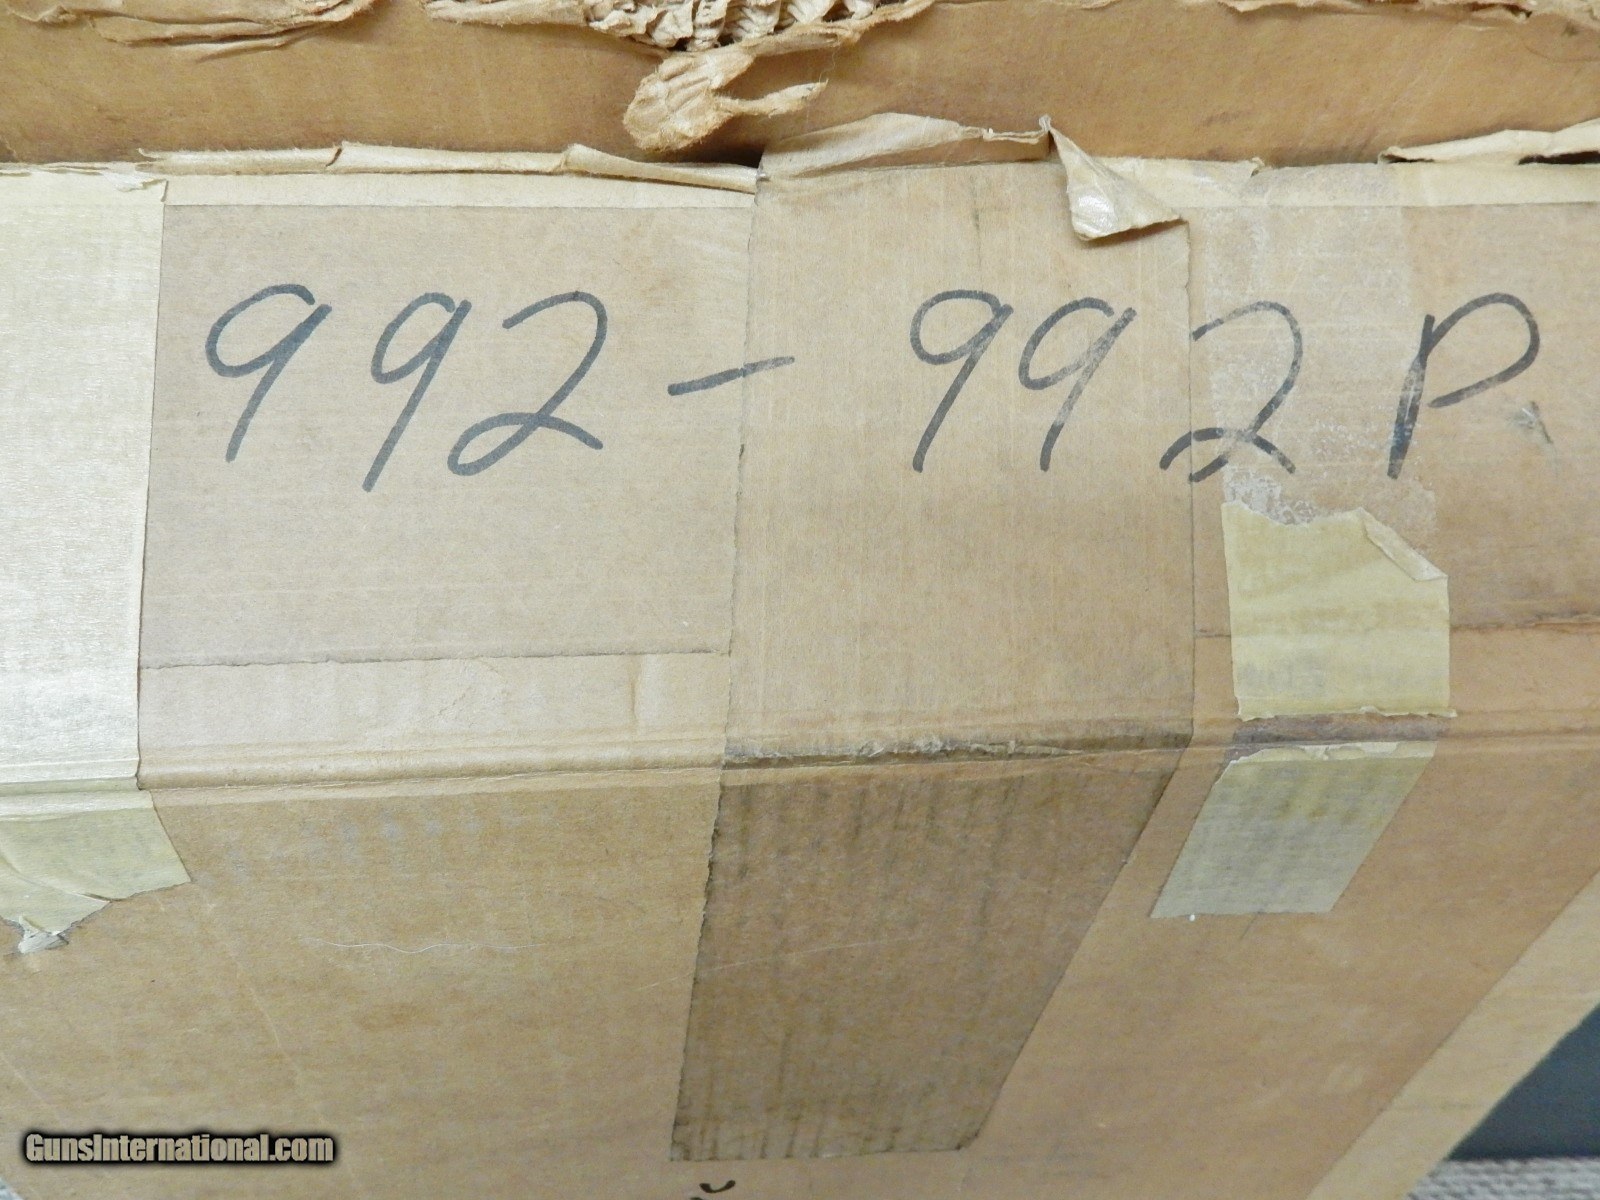 992 - 992P
GunsInternational.com